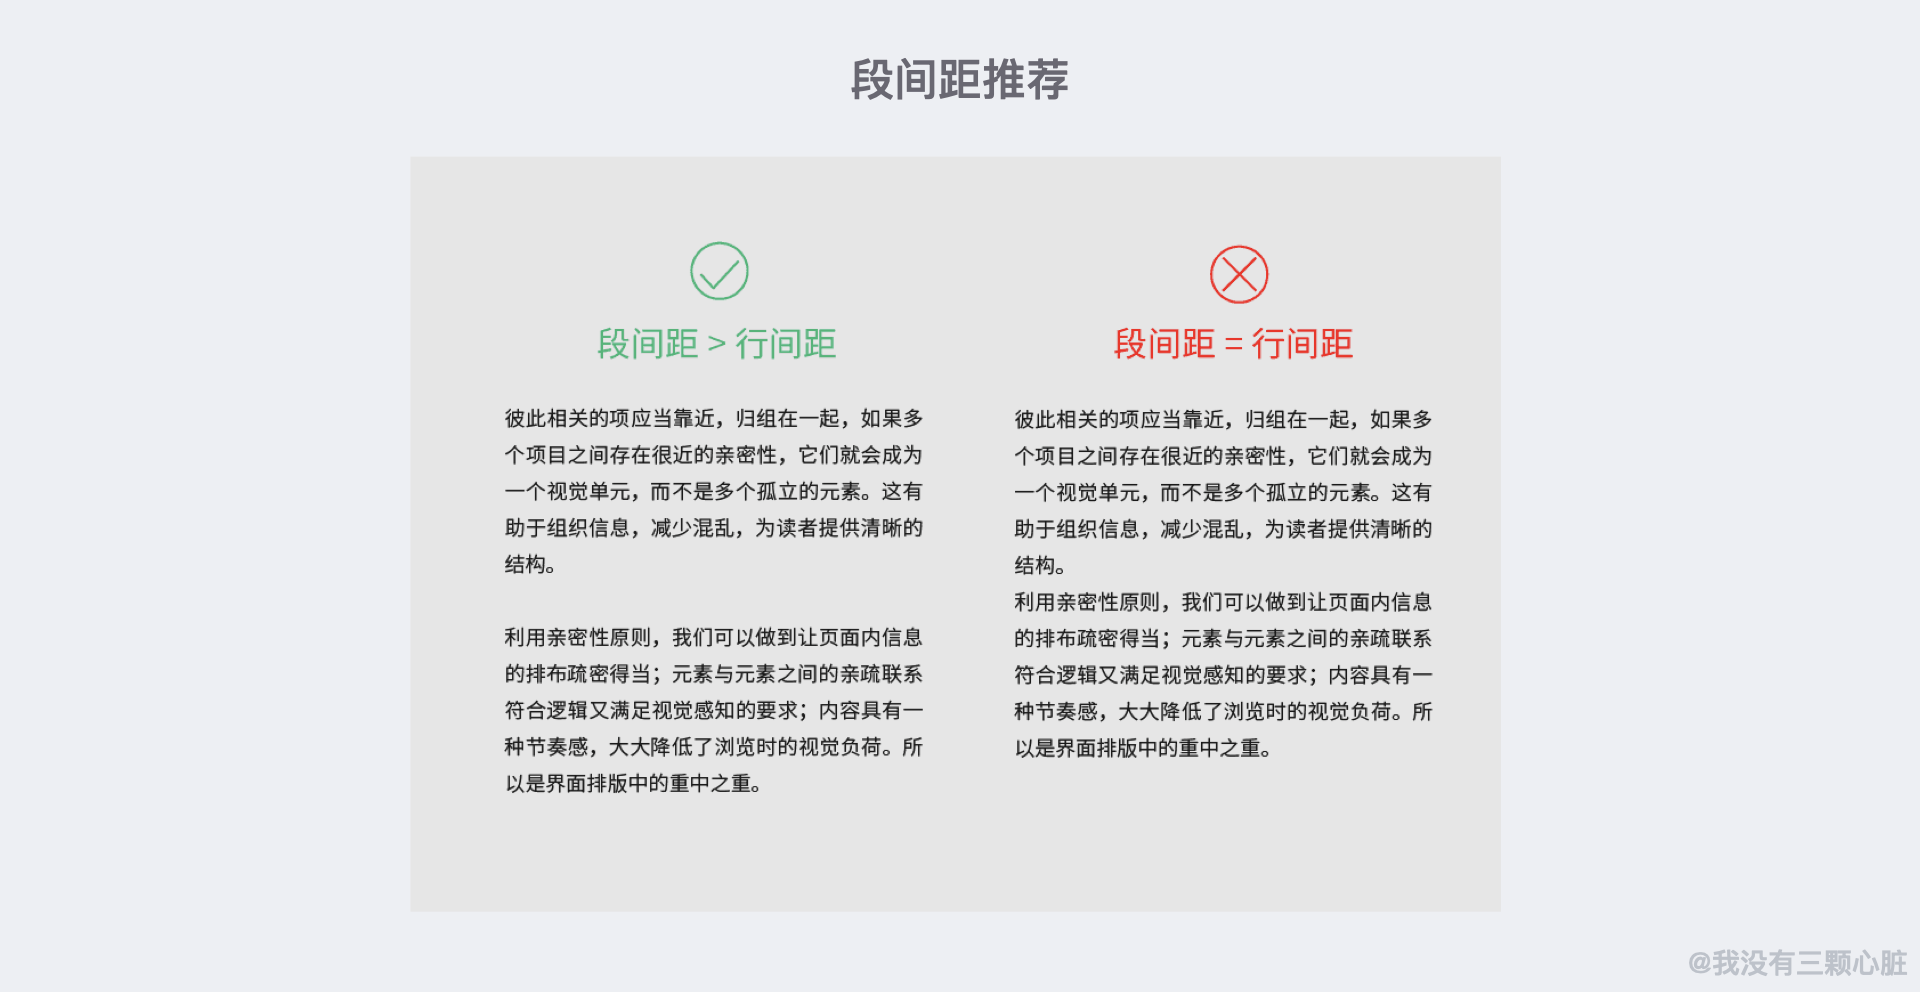 段间距推荐
段间距 > 行间距
彼此相关的项应当靠近，归组在一起，如果多
个项目之间存在很近的亲密性，它们就会成为
一个视觉单元，而不是多个孤立的元素。这有
助于组织信息，减少混乱，为读者提供清晰的
结构。
利用亲密性原则，我们可以做到让页面内信息
的排布疏密得当；元素与元素之间的亲疏联系
符合逻辑又满足视觉感知的要求；内容具有一
种节奏感，大大降低了浏览时的视觉负荷。所
以是界面排版中的重中之重。
段间距 = 行间距
彼此相关的项应当靠近，归组在一起，如果多
个项目之间存在很近的亲密性，它们就会成为
一个视觉单元，而不是多个孤立的元素。这有
助于组织信息，减少混乱，为读者提供清晰的
结构。
利用亲密性原则，我们可以做到让页面内信息
的排布疏密得当；元素与元素之间的亲疏联系
符合逻辑又满足视觉感知的要求；内容具有一
种节奏感，大大降低了浏览时的视觉负荷。所
以是界面排版中的重中之重。
@我没有三颗心脏